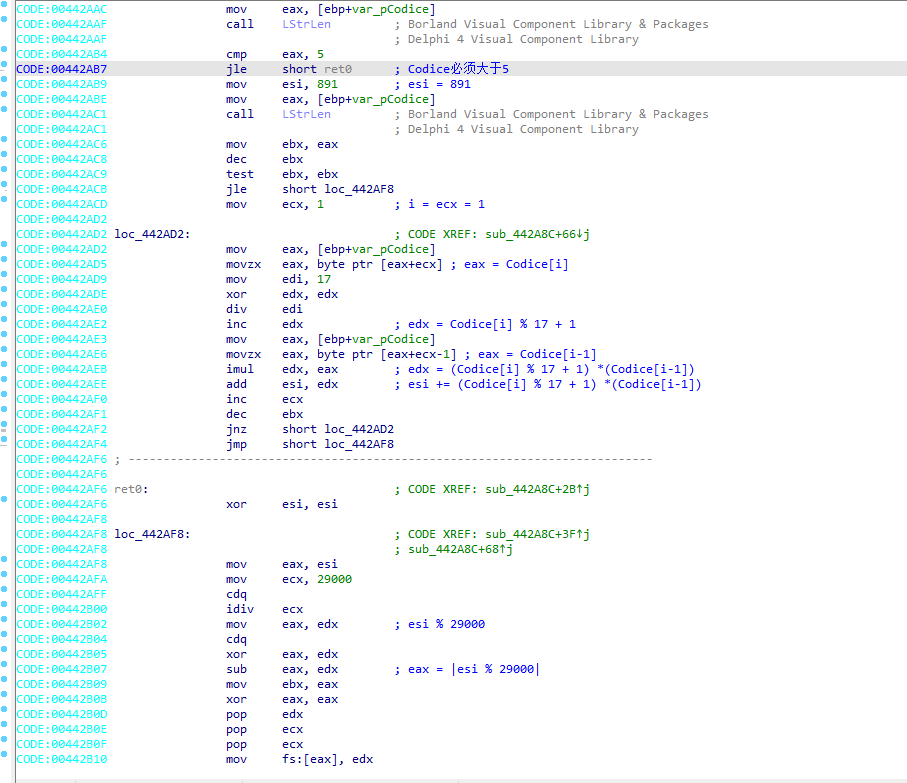 CODE:00442AAC                 mov     eax, [ebp+var_pCodice]
CODE:00442AAF                 call    LStrLen         ; Borland Visual Component Library & Packages
CODE:00442AAF                                         ; Delphi 4 Visual Component Library
CODE:00442AB4                 cmp     eax, 5
CODE:00442AB7                 jle     short ret0      ; Codice必须大于5
CODE:00442AB9                 mov     esi, 891        ; esi = 891
CODE:00442ABE                 mov     eax, [ebp+var_pCodice]
CODE:00442AC1                 call    LStrLen         ; Borland Visual Component Library & Packages
CODE:00442AC1                                         ; Delphi 4 Visual Component Library
CODE:00442AC6                 mov     ebx, eax
CODE:00442AC8                 dec     ebx
CODE:00442AC9                 test    ebx, ebx
CODE:00442ACB                 jle     short loc_442AF8
CODE:00442ACD                 mov     ecx, 1          ; i = ecx = 1
CODE:00442AD2
CODE:00442AD2 loc_442AD2:                             ; CODE XREF: sub_442A8C+66↓j
CODE:00442AD2                 mov     eax, [ebp+var_pCodice]
CODE:00442AD5                 movzx   eax, byte ptr [eax+ecx] ; eax = Codice[i]
CODE:00442AD9                 mov     edi, 17
CODE:00442ADE                 xor     edx, edx
CODE:00442AE0                 div     edi
CODE:00442AE2                 inc     edx             ; edx = Codice[i] % 17 + 1
CODE:00442AE3                 mov     eax, [ebp+var_pCodice]
CODE:00442AE6                 movzx   eax, byte ptr [eax+ecx-1] ; eax = Codice[i-1]
CODE:00442AEB                 imul    edx, eax        ; edx = (Codice[i] % 17 + 1) *(Codice[i-1])
CODE:00442AEE                 add     esi, edx        ; esi += (Codice[i] % 17 + 1) *(Codice[i-1])
CODE:00442AF0                 inc     ecx
CODE:00442AF1                 dec     ebx
CODE:00442AF2                 jnz     short loc_442AD2
CODE:00442AF4                 jmp     short loc_442AF8
CODE:00442AF6 ; ---------------------------------------------------------------------------
CODE:00442AF6
CODE:00442AF6 ret0:                                   ; CODE XREF: sub_442A8C+2B↑j
CODE:00442AF6                 xor     esi, esi
CODE:00442AF8
CODE:00442AF8 loc_442AF8:                             ; CODE XREF: sub_442A8C+3F↑j
CODE:00442AF8                                         ; sub_442A8C+68↑j
CODE:00442AF8                 mov     eax, esi
CODE:00442AFA                 mov     ecx, 29000
CODE:00442AFF                 cdq
CODE:00442B00                 idiv    ecx
CODE:00442B02                 mov     eax, edx        ; esi % 29000
CODE:00442B04                 cdq
CODE:00442B05                 xor     eax, edx
CODE:00442B07                 sub     eax, edx        ; eax = |esi % 29000|
CODE:00442B09                 mov     ebx, eax
CODE:00442B0B                 xor     eax, eax
CODE:00442B0D                 pop     edx
CODE:00442B0E                 pop     ecx
CODE:00442B0F                 pop     ecx
CODE:00442B10                 mov     fs:[eax], edx